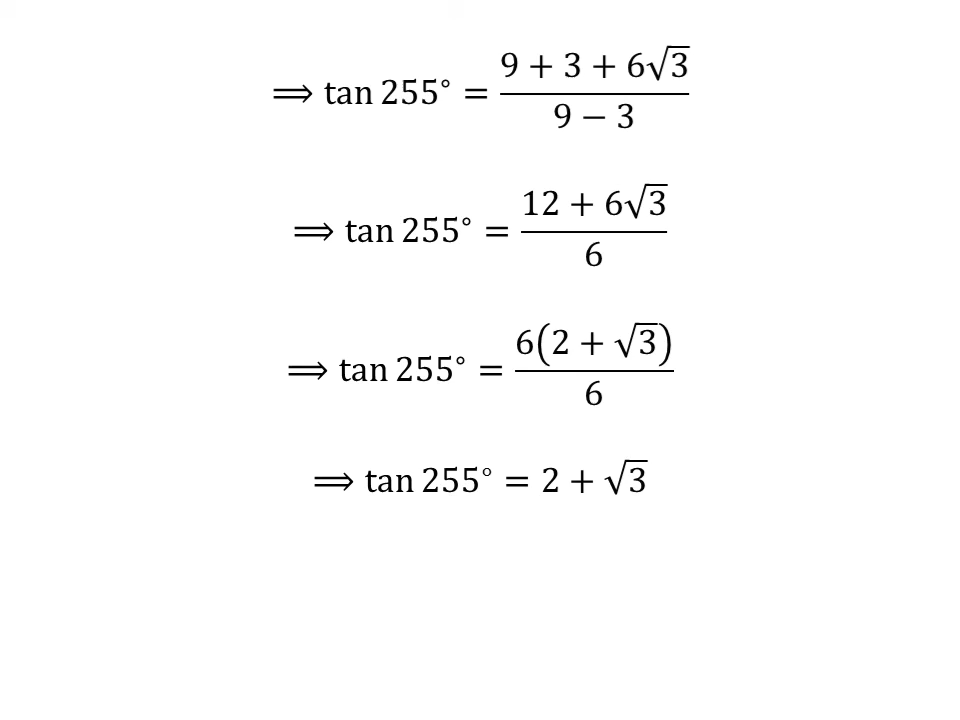 ⟹ tan 255° = (9 + 3 + 6√3)/(9 − 3)
⟹ tan 255° = (12 + 6√3)/6
⟹ tan 255° = 6(2 + √3)/6
⟹ tan 255° = 2 + √3